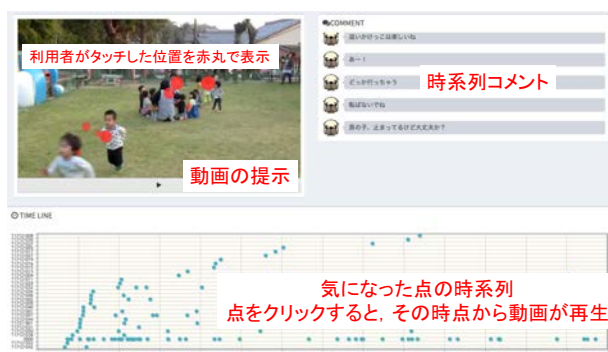 利用者がタッチした位置を赤丸で表示
動画の提示
COMMENT
追いかけっこは楽しいね
あー！
どっか行っちゃう
転ばないでね
男の子、止まってるけど大丈夫か？
時系列コメント
TIME LINE
気になった点の時系列
点をクリックすると，その時点から動画が再生